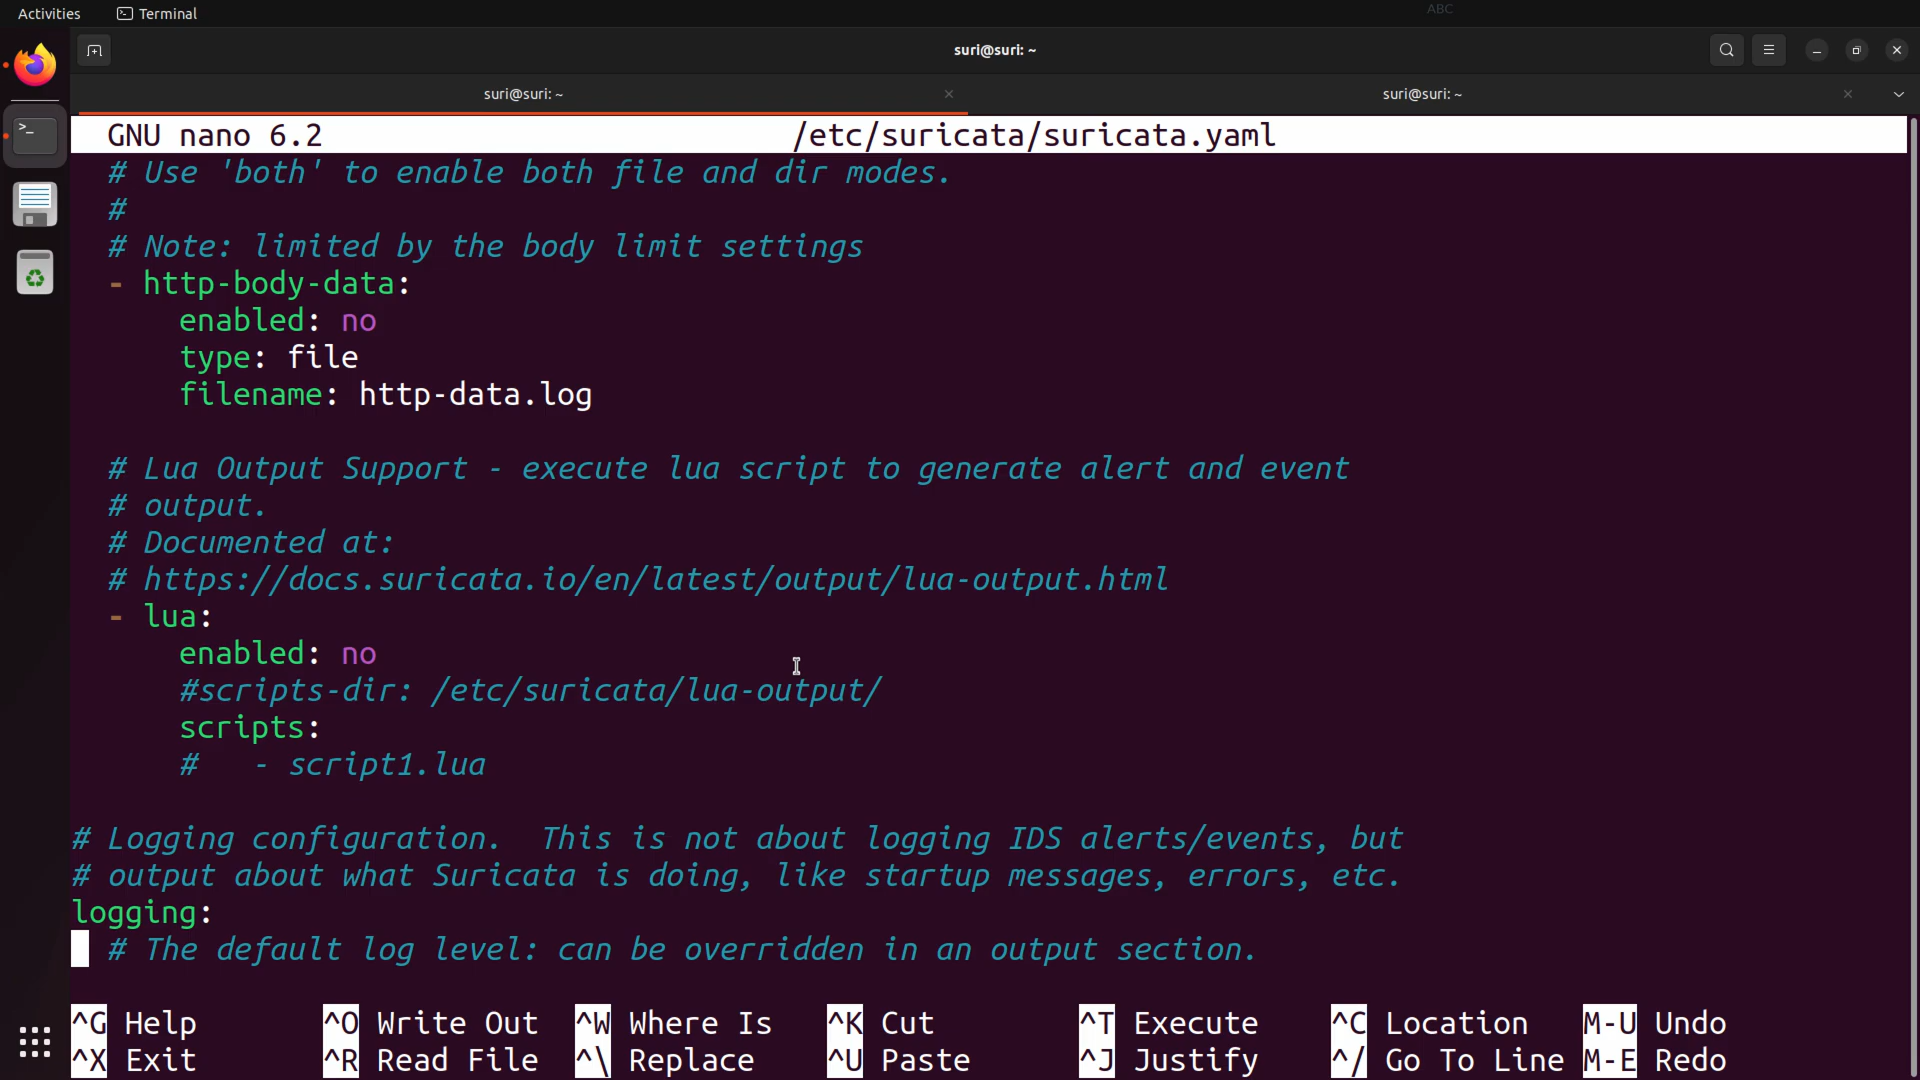 Activities
Terminal
ABC
suri@suri: ~
suri@suri: ~
suri@suri: ~
GNU nano 6.2
/etc/suricata/suricata.yaml
# Use 'both' to enable both file and dir modes.
#
# Note: limited by the body limit settings
- http-body-data:
enabled: no
type: file
filename: http-data.log
# Lua Output Support - execute lua script to generate alert and event
# output.
# Documented at:
# https://docs.suricata.io/en/latest/output/lua-output.html
- lua:
enabled: no
#scripts-dir: /etc/suricata/lua-output/
scripts:
#   - script1.lua
# Logging configuration.  This is not about logging IDS alerts/events, but
# output about what Suricata is doing, like startup messages, errors, etc.
logging:
# The default log level: can be overridden in an output section.
^G Help ^O Write Out ^W Where Is ^K Cut ^T Execute ^C Location M-U Undo
^X Exit ^R Read File ^\ Replace ^U Paste ^J Justify ^/ Go To Line M-E Redo